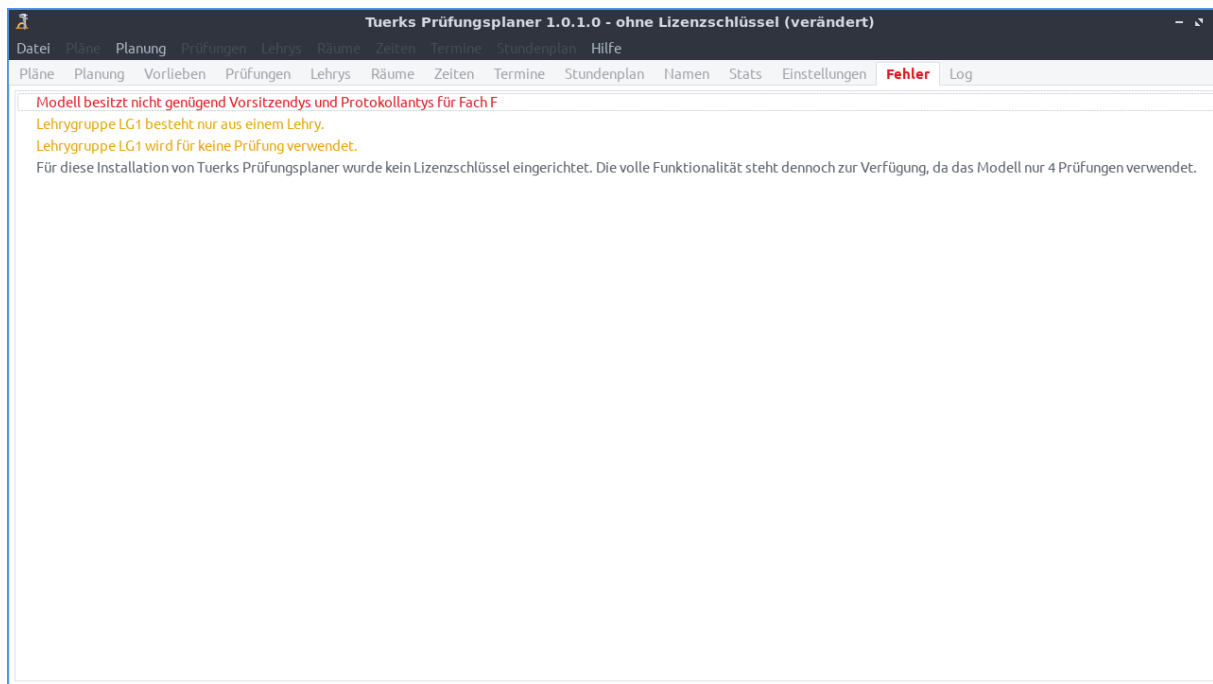 Tuerks Prüfungsplaner 1.0.1.0 - ohne Lizenzschlüssel (verändert)
Datei Pläne Planung Prüfungen Lehrys Räume Zeiten Termine Stundenplan Hilfe
Pläne Planung Vorlieben Prüfungen Lehrys Räume Zeiten Termine Stundenplan Namen Stats Einstellungen Fehler Log
Modell besitzt nicht genügend Vorsitzendys und Protokollantys für Fach F
Lehrygruppe LG1 besteht nur aus einem Lehry.
Lehrygruppe LG1 wird für keine Prüfung verwendet.
Für diese Installation von Tuerks Prüfungsplaner wurde kein Lizenzschlüssel eingerichtet. Die volle Funktionalität steht dennoch zur Verfügung, da das Modell nur 4 Prüfungen verwendet.